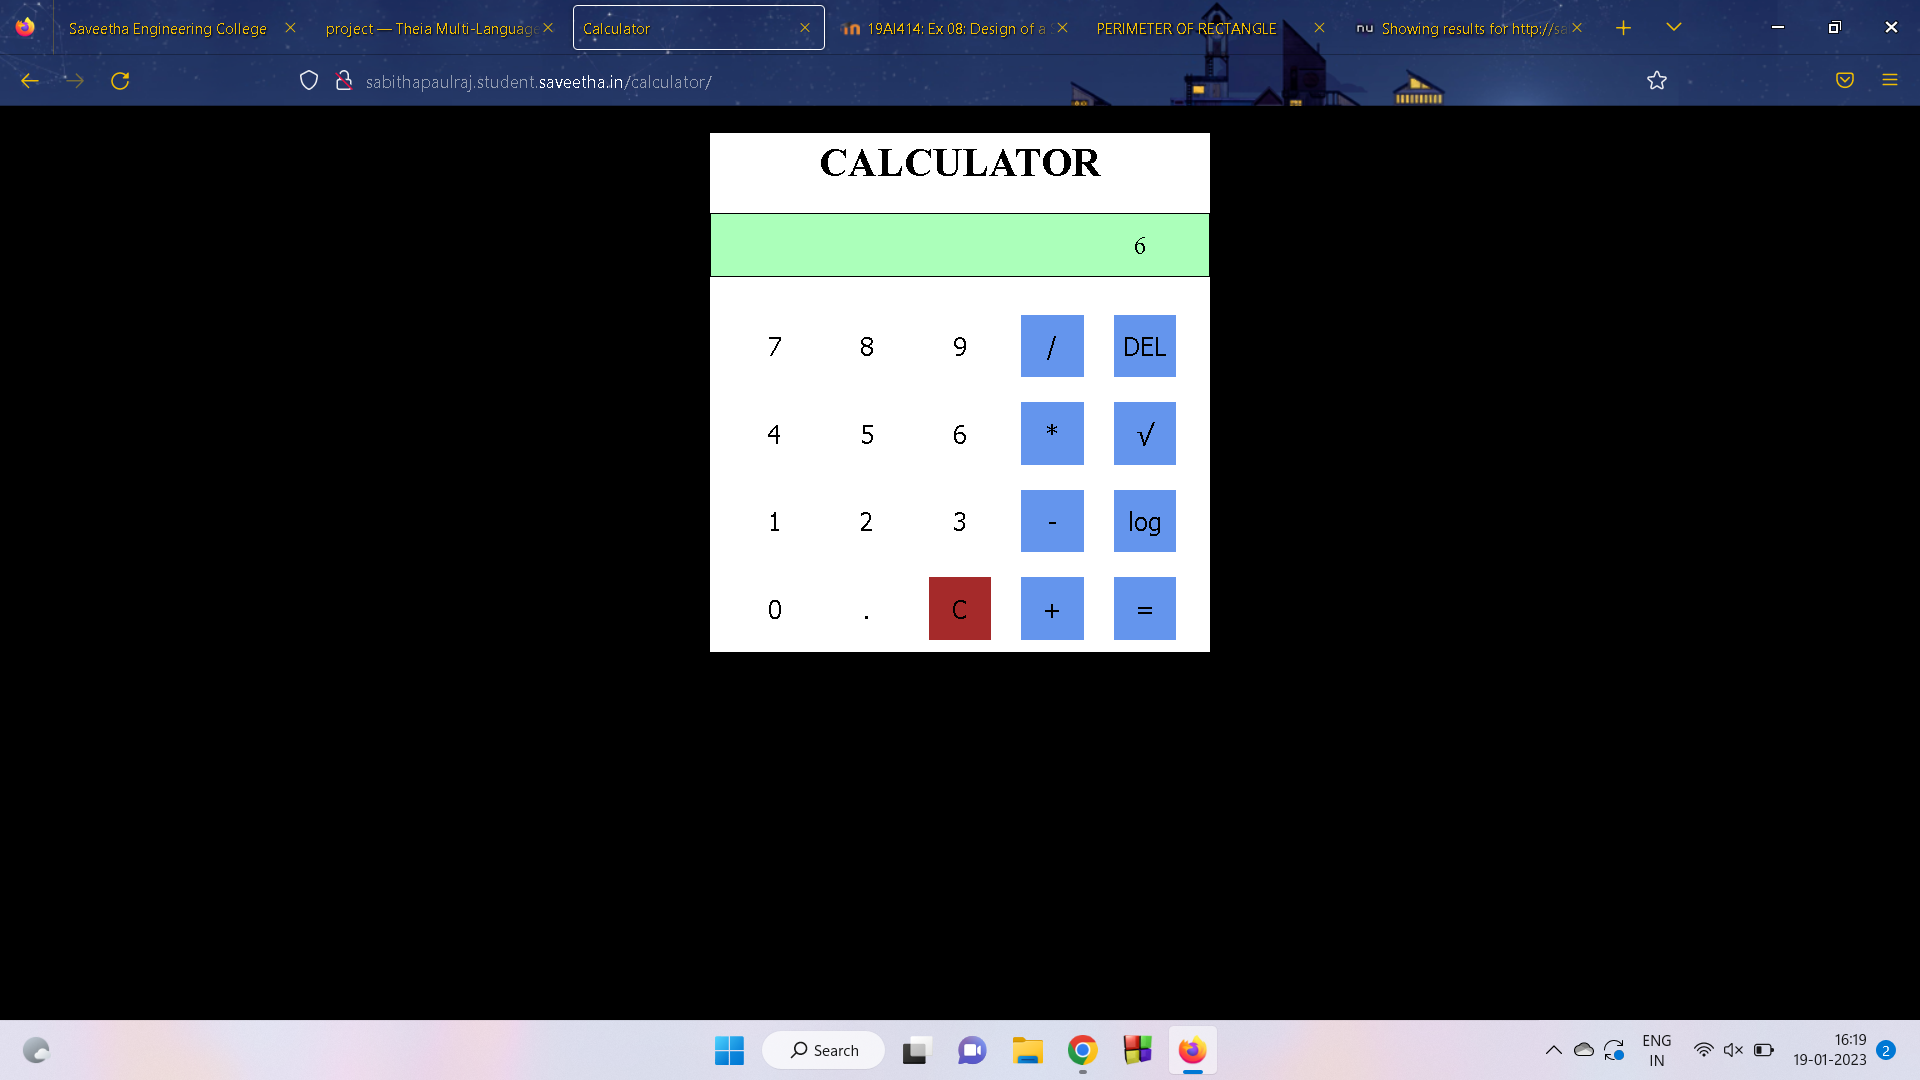 Saveetha Engineering College
project — Theia Multi-Language
Calculator
19AI414: Ex 08: Design of a
PERIMETER OF RECTANGLE
nu Showing results for http://sa
sabithapaulraj.student.saveetha.in/calculator/
CALCULATOR
6
7 8 9 / DEL
4 5 6 * √
1 2 3 - log
0 . C + =
Search
ENG
IN
16:19
19-01-2023
2